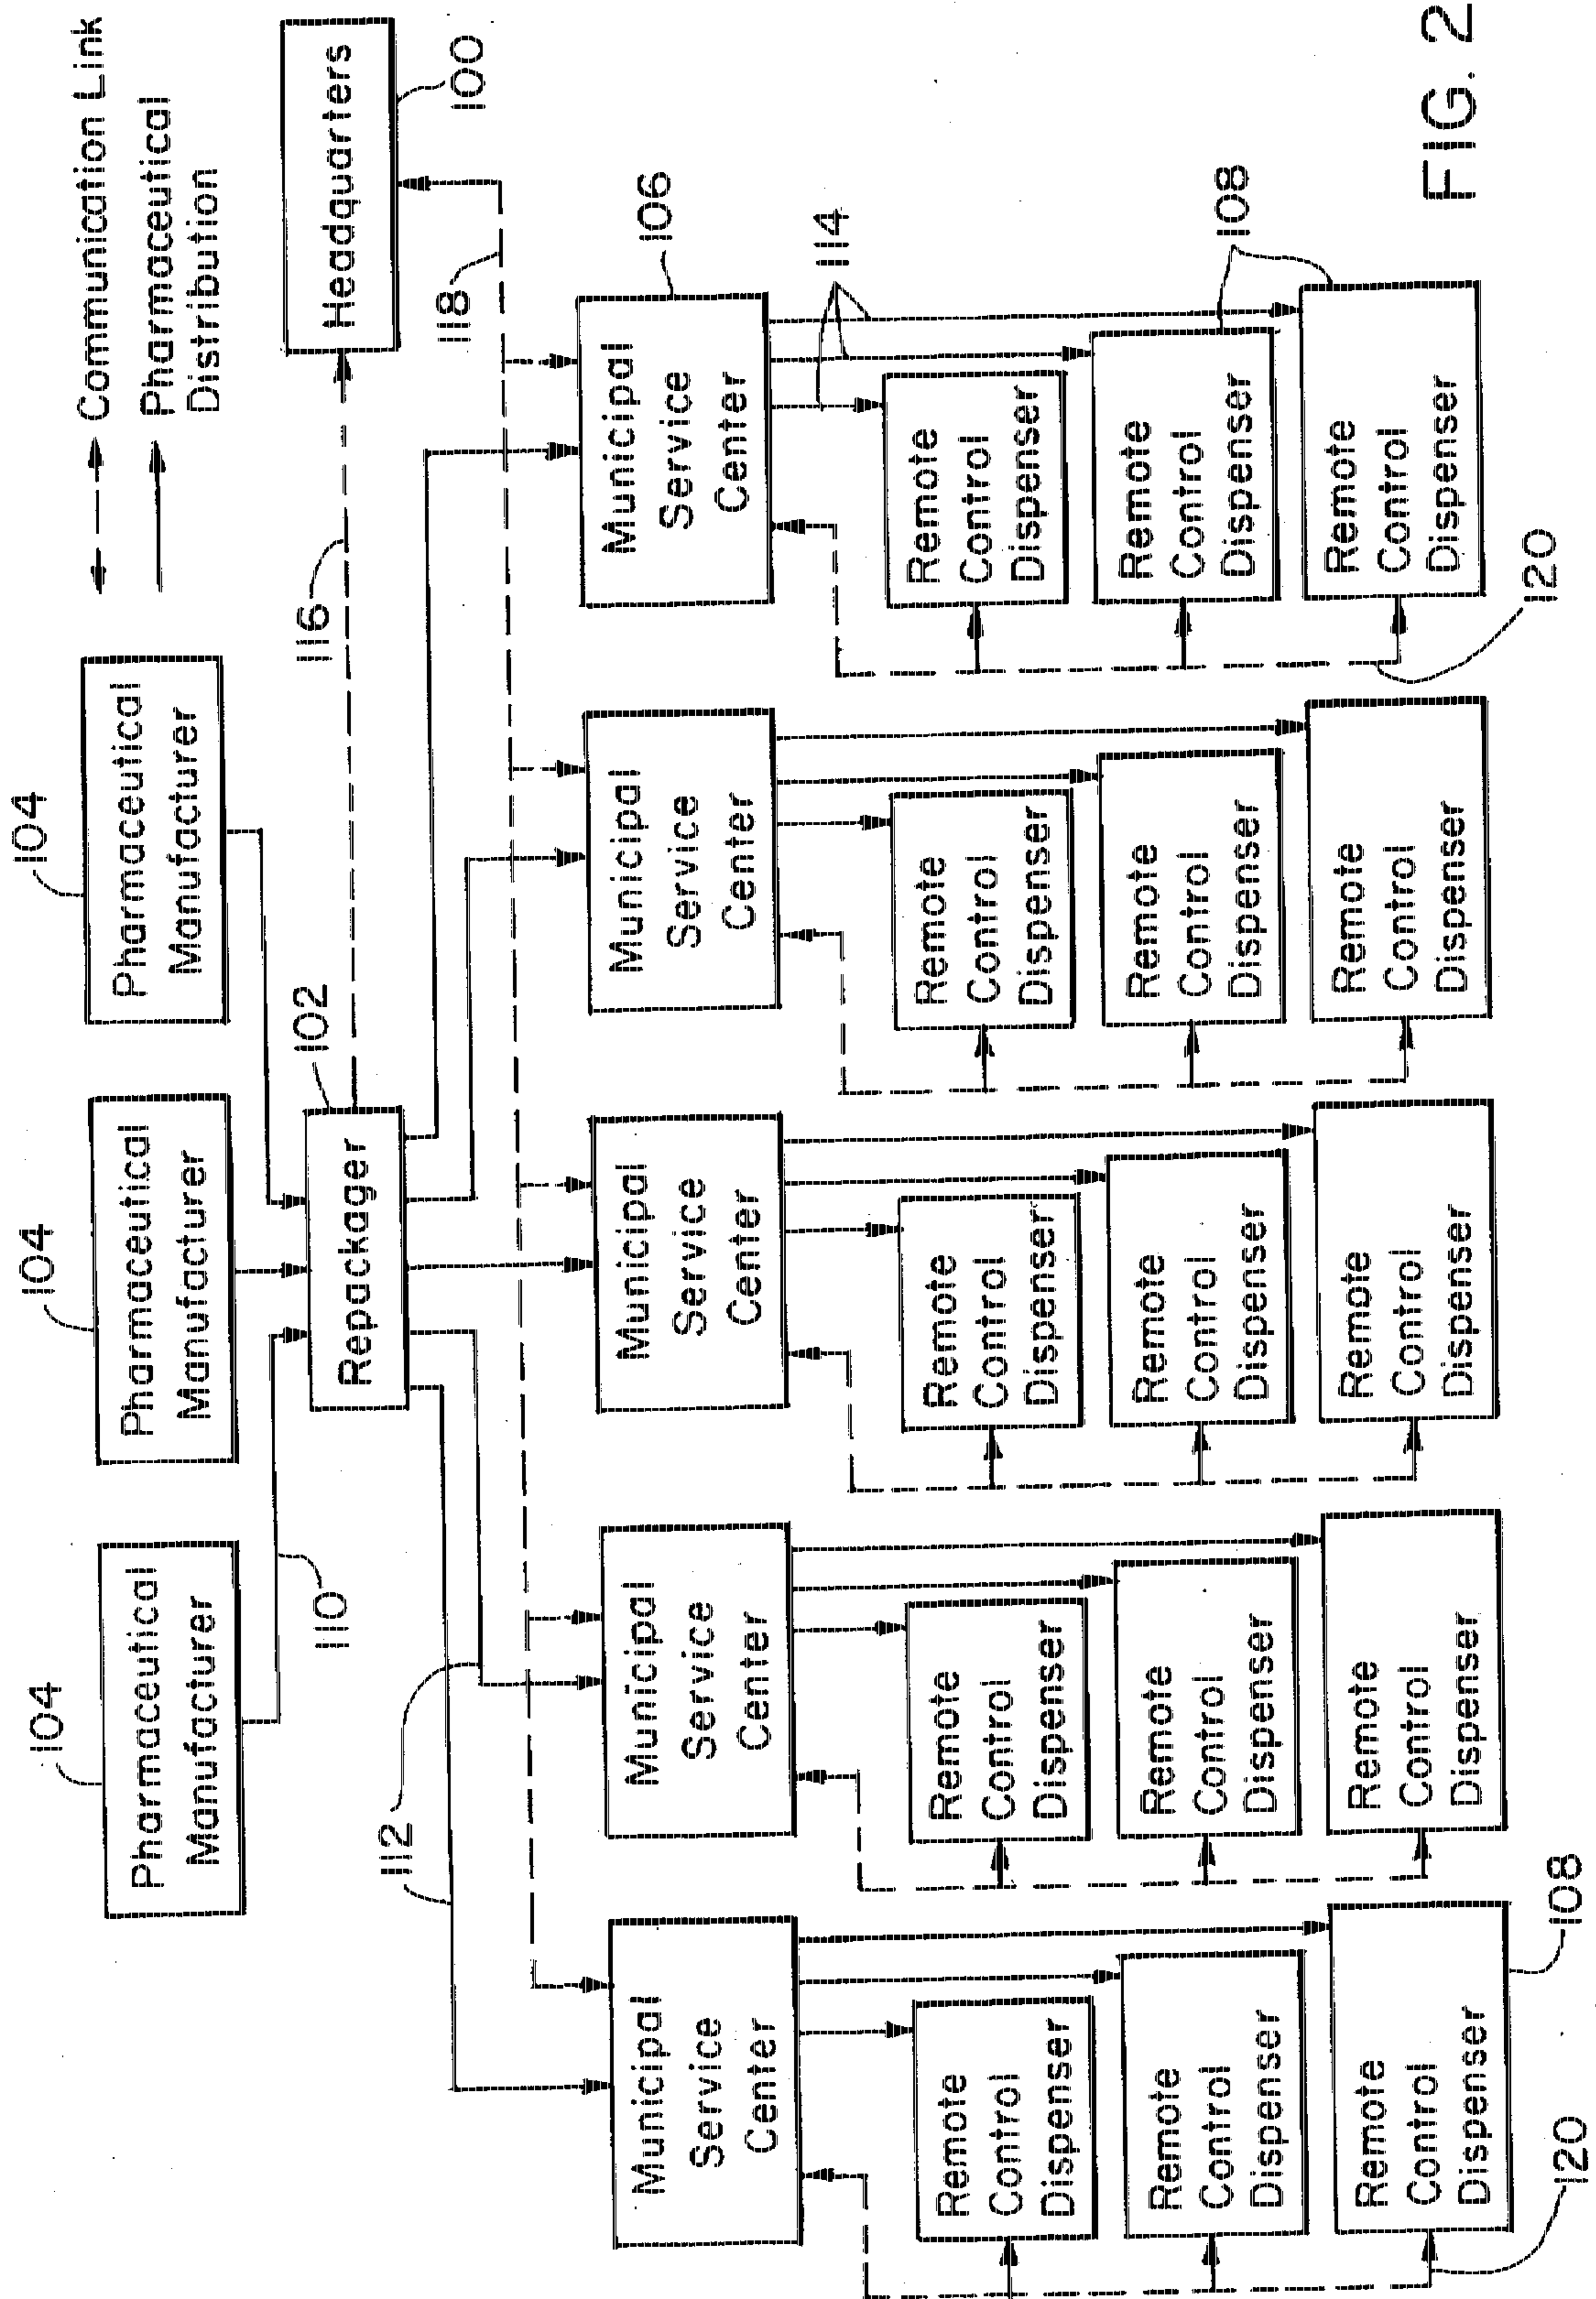 Communication Link
Pharmaceutical
Distribution
104
104
104
Pharmaceutical
Manufacturer
Pharmaceutical
Manufacturer
Pharmaceutical
Manufacturer
110
102
116
Repackager
Headquarters
100
112
118
106
Municipal
Service
Center
Municipal
Service
Center
Municipal
Service
Center
Municipal
Service
Center
Municipal
Service
Center
114
Remote
Control
Dispenser
Remote
Control
Dispenser
Remote
Control
Dispenser
Remote
Control
Dispenser
Remote
Control
Dispenser
Remote
Control
Dispenser
Remote
Control
Dispenser
Remote
Control
Dispenser
Remote
Control
Dispenser
Remote
Control
Dispenser
108
Remote
Control
Dispenser
Remote
Control
Dispenser
Remote
Control
Dispenser
Remote
Control
Dispenser
Remote
Control
Dispenser
120
108
120
FIG. 2